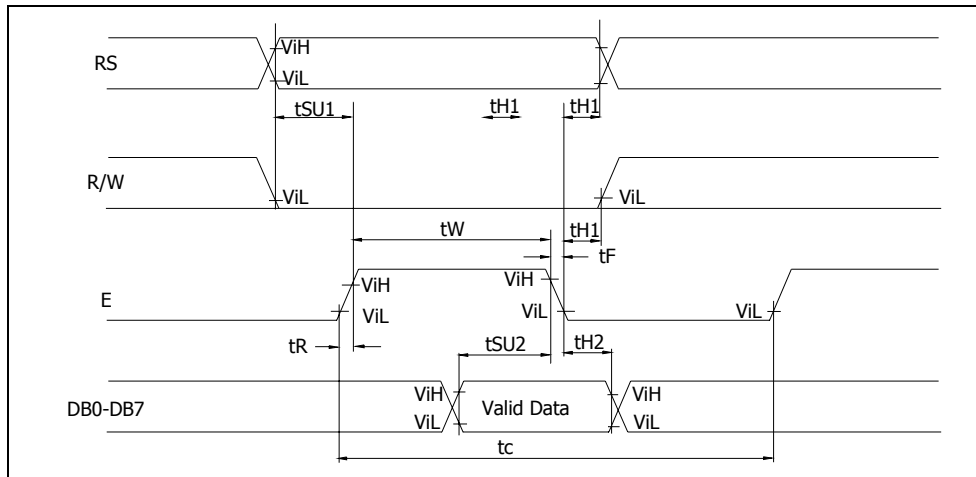 ViH
RS
ViL
tSU1 tH1 tH1
R/W
ViL ViL
tW tH1
tF
ViH ViH
E
ViL ViL ViL
tR tSU2 tH2
ViH ViH
DB0-DB7 Valid Data
ViL ViL
tc